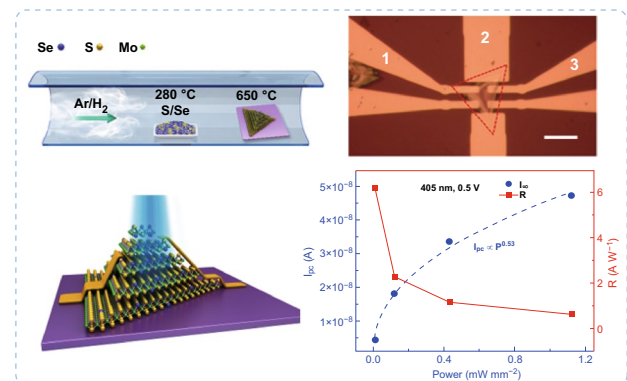 Se S Mo
Ar/H2
280 °C
S/Se
650 °C
1
2
3
405 nm, 0.5 V
R
Ipc ∝ P^0.53
5×10⁻⁸
4×10⁻⁸
3×10⁻⁸
2×10⁻⁸
1×10⁻⁸
Ipc (A)
6
4
2
0
R (A W⁻¹)
0.0 0.4 0.8 1.2
Power (mW mm⁻²)